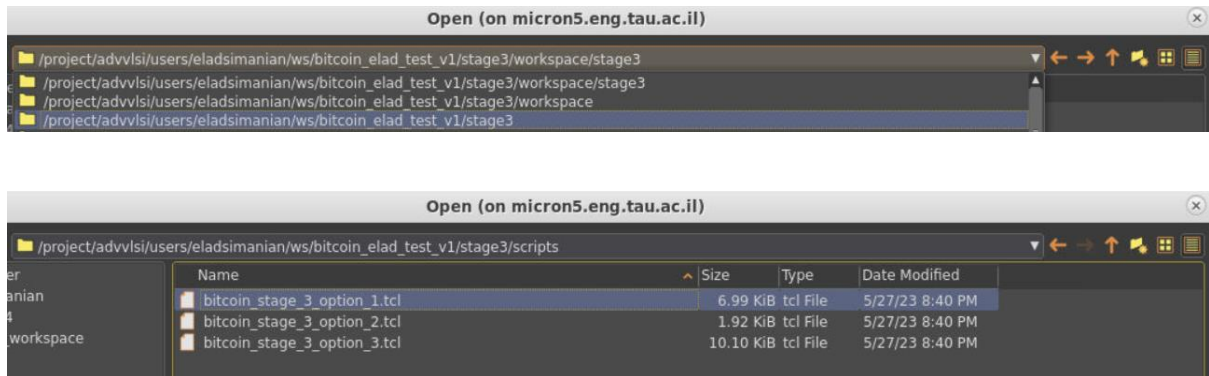 Open (on micron5.eng.tau.ac.il)
/project/advvlsi/users/eladsimanian/ws/bitcoin_elad_test_v1/stage3/workspace/stage3
/project/advvlsi/users/eladsimanian/ws/bitcoin_elad_test_v1/stage3/workspace/stage3
/project/advvlsi/users/eladsimanian/ws/bitcoin_elad_test_v1/stage3/workspace
/project/advvlsi/users/eladsimanian/ws/bitcoin_elad_test_v1/stage3
Open (on micron5.eng.tau.ac.il)
/project/advvlsi/users/eladsimanian/ws/bitcoin_elad_test_v1/stage3/scripts
er Name Size Type Date Modified
anian bitcoin_stage_3_option_1.tcl 6.99 KiB tcl File 5/27/23 8:40 PM
4 bitcoin_stage_3_option_2.tcl 1.92 KiB tcl File 5/27/23 8:40 PM
_workspace bitcoin_stage_3_option_3.tcl 10.10 KiB tcl File 5/27/23 8:40 PM